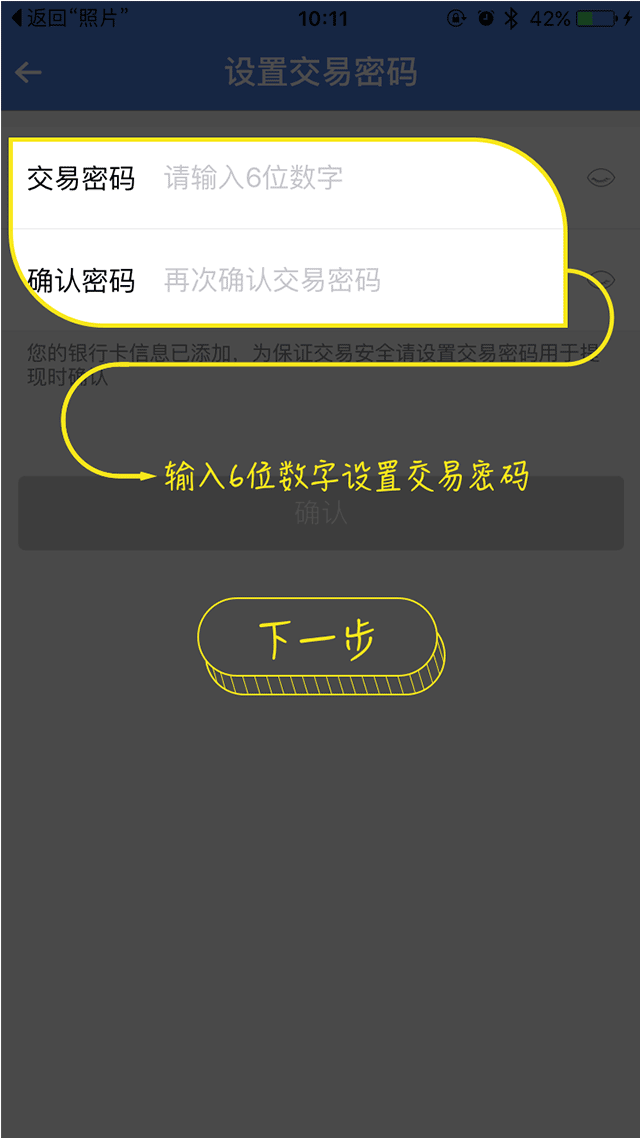 返回“照片”
10:11
42%
设置交易密码
交易密码 请输入6位数字
确认密码 再次确认交易密码
您的银行卡信息已添加，为保证交易安全请设置交易密码用于提
现时确认
输入6位数字设置交易密码
确认
下一步